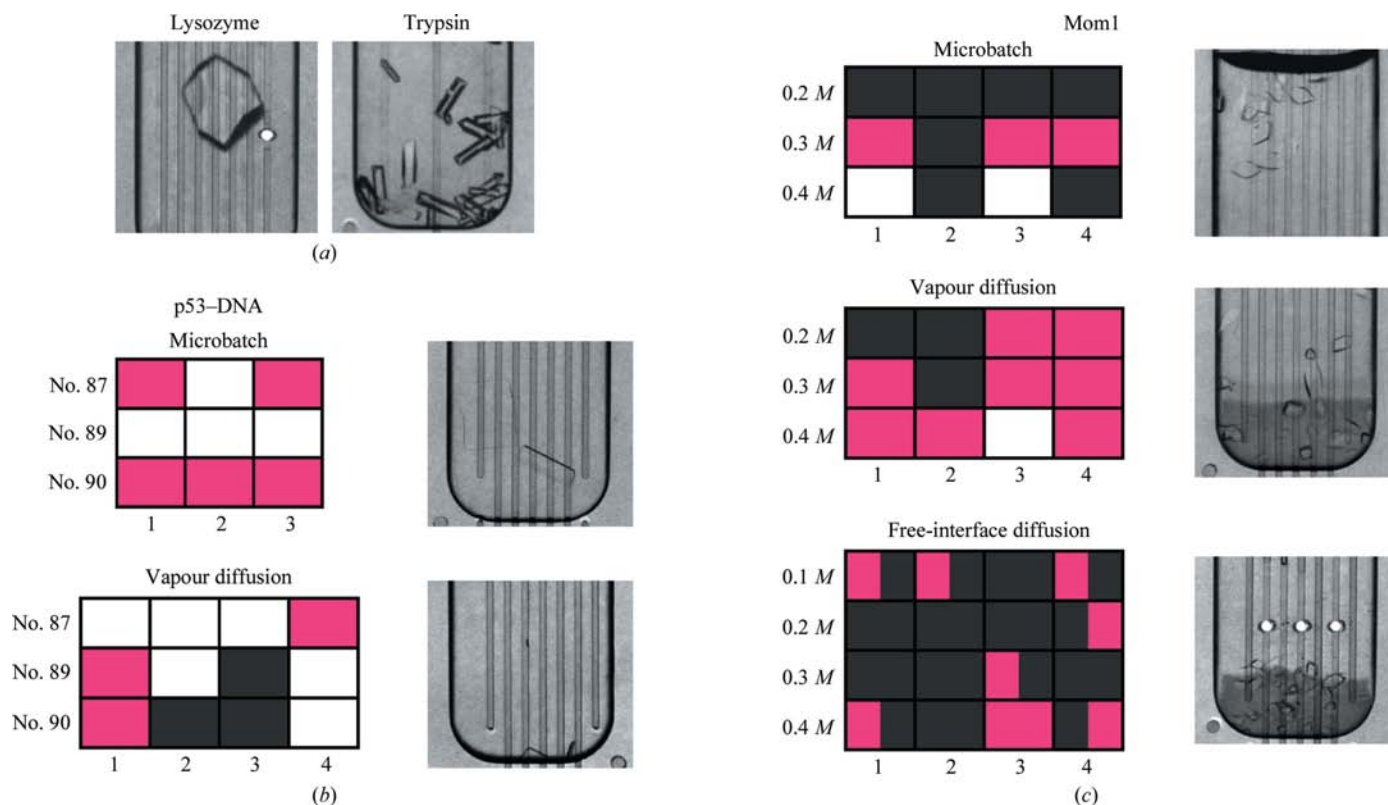 Lysozyme
Trypsin
(a)
p53–DNA
Microbatch
No. 87
No. 89
No. 90
1 2 3
Vapour diffusion
No. 87
No. 89
No. 90
1 2 3 4
(b)
Mom1
Microbatch
0.2 M
0.3 M
0.4 M
1 2 3 4
Vapour diffusion
0.2 M
0.3 M
0.4 M
1 2 3 4
Free-interface diffusion
0.1 M
0.2 M
0.3 M
0.4 M
1 2 3 4
(c)